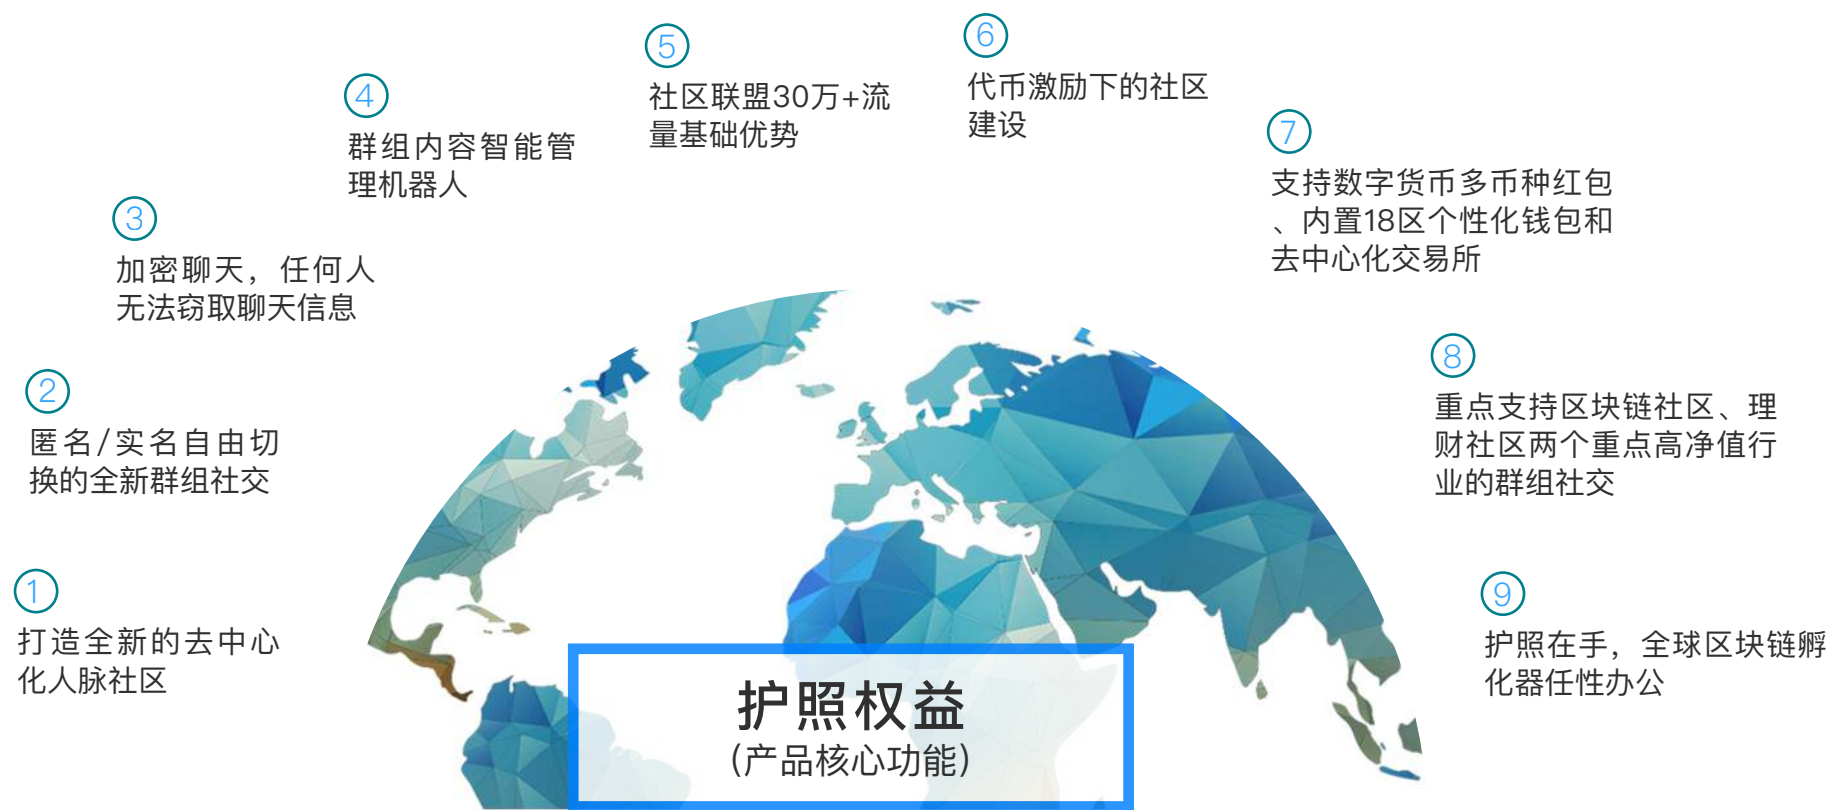 1
打造全新的去中心
化人脉社区
2
匿名/实名自由切
换的全新群组社交
3
加密聊天，任何人
无法窃取聊天信息
4
群组内容智能管
理机器人
5
社区联盟30万+流
量基础优势
6
代币激励下的社区
建设
7
支持数字货币多币种红包
、内置18区个性化钱包和
去中心化交易所
8
重点支持区块链社区、理
财社区两个重点高净值行
业的群组社交
9
护照在手，全球区块链孵
化器任性办公
护照权益
(产品核心功能)